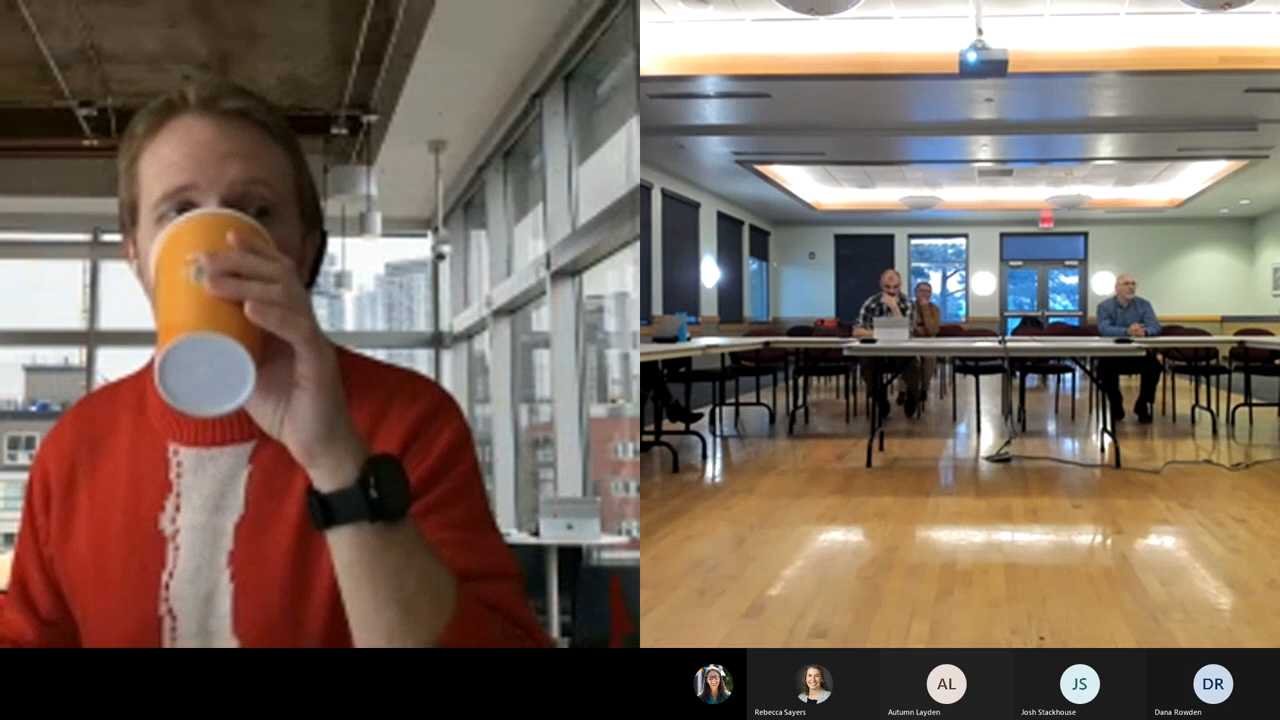 AL
JS
DR
Rebecca Sayers
Autumn Layden
Josh Stackhouse
Dana Rowden